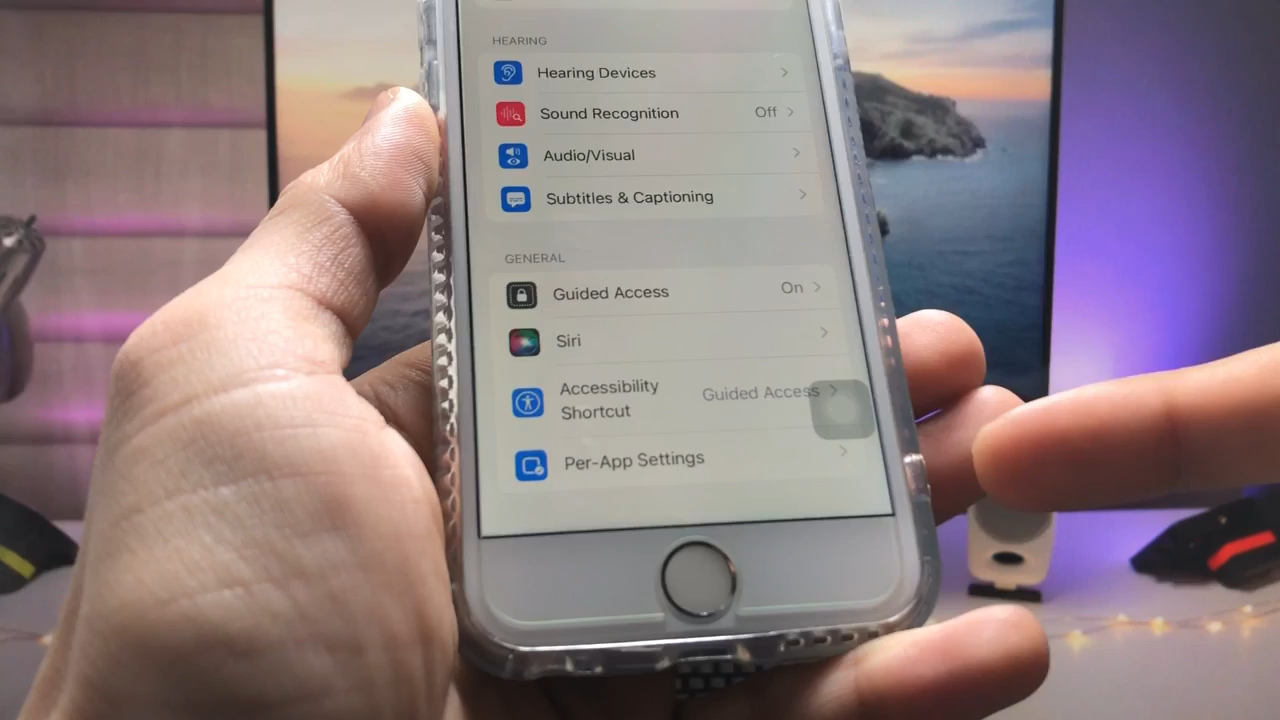 HEARING
Hearing Devices
Sound Recognition Off
Audio/Visual
Subtitles & Captioning
GENERAL
Guided Access On
Siri
Accessibility Shortcut Guided Access
Per-App Settings